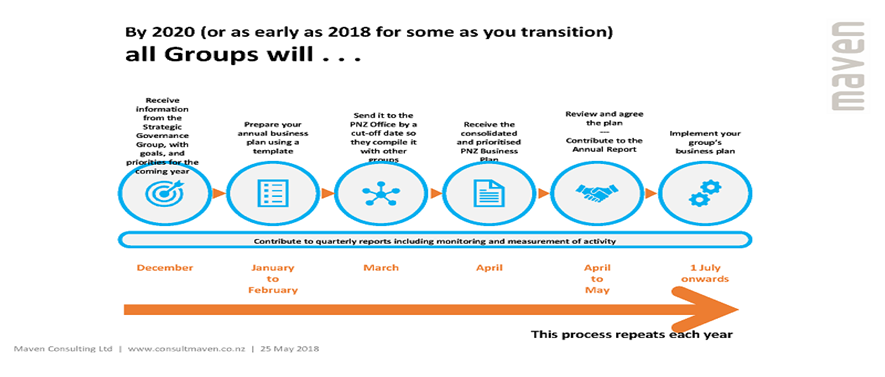 By 2020 (or as early as 2018 for some as you transition)
all Groups will . . .
maven
Receive
information
from the
Strategic
Governance
Group, with
goals, and
priorities for the
coming year
Prepare your
annual business
plan using a
template
Send it to the
PNZ Office by a
cut-off date so
they compile it
with other
groups
Receive the
consolidated
and prioritised
PNZ Business
Plan
Review and agree
the plan
—
Contribute to the
Annual Report
Implement your
group's
business plan
Contribute to quarterly reports including monitoring and measurement of activity
December
January
to
February
March
April
April
to
May
1 July
onwards
This process repeats each year
Maven Consulting Ltd | www.consultmaven.co.nz | 25 May 2018